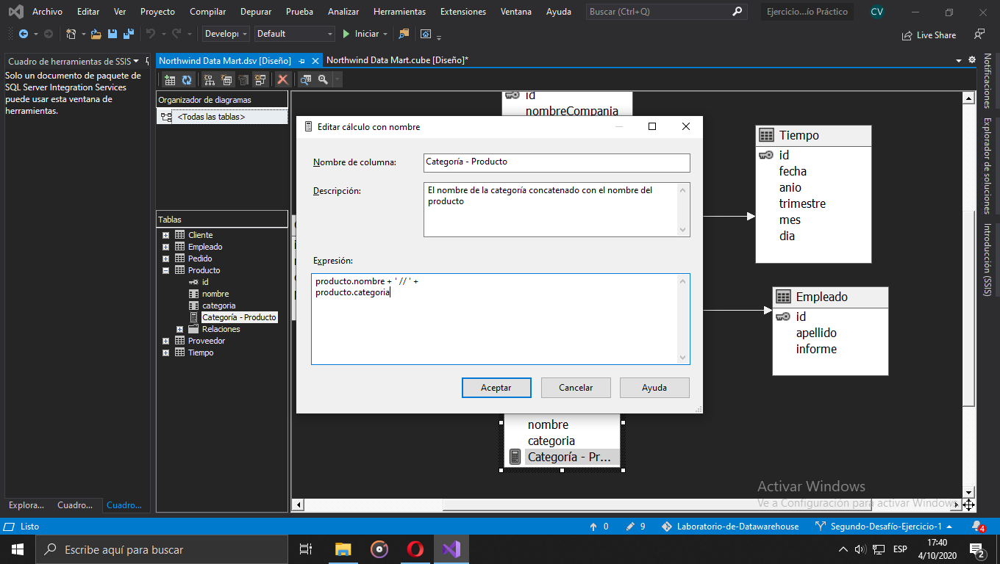 Archivo Editar Ver Proyecto Compilar Depurar Prueba Analizar Herramientas Extensiones Ventana Ayuda Buscar (Ctrl+Q) Ejercicio...ío Práctico CV
Develop Default Iniciar Live Share
Cuadro de herramientas de SSIS
Solo un documento de paquete de
SQL Server Integration Services
puede usar esta ventana de
herramientas.
Explora... Cuadro... Cuadro...
Northwind Data Mart.dsv [Diseño] Northwind Data Mart.cube [Diseño]*
Organizador de diagramas
<Todas las tablas>
Tablas
Cliente
Empleado
Pedido
Producto
id
nombre
categoria
Categoría - Producto
Relaciones
Proveedor
Tiempo
id
nombreCompania
Editar cálculo con nombre
Nombre de columna: Categoría - Producto
Descripción: El nombre de la categoría concatenado con el nombre del
producto
Expresión:
producto.nombre + ' // ' +
producto.categoria
Aceptar Cancelar Ayuda
nombre
categoria
Categoría - Pr...
Tiempo
id
fecha
anio
trimestre
mes
dia
Empleado
id
apellido
informe
Notificaciones
Explorador de soluciones
Introducción (SSIS)
Activar Windows
Ve a Configuración para activar Windows
Listo 0 9 Laboratorio-de-Datawarehouse Segundo-Desafío-Ejercicio-1 4
Escribe aquí para buscar ESP 17:40
4/10/2020 2